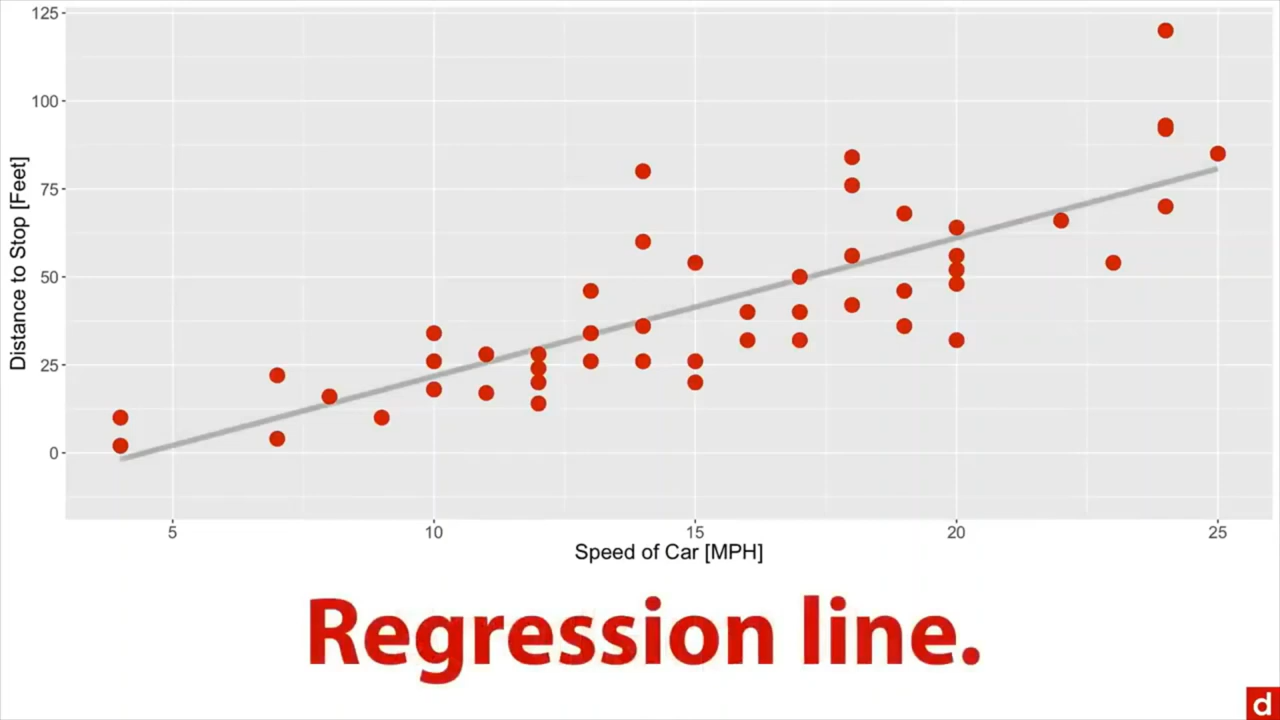 125
100
75
50
25
0
Distance to Stop [Feet]
5 10 15 20 25
Speed of Car [MPH]
Regression line.
d